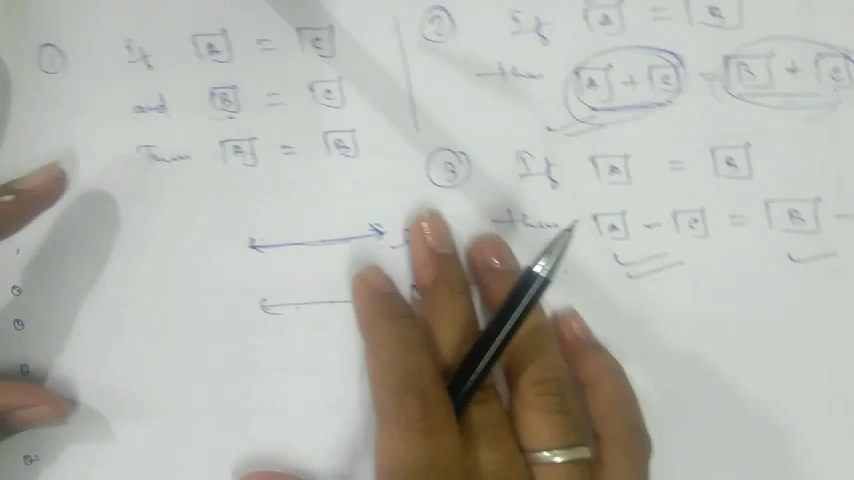 ① If [A] = [C]
and [B] = [C]
Then [A] = [B]
② If [A] = [B]
then [A] + [C] = [B] + [C]
③ If [A] = [B]
then [A] - [C] = [B] -